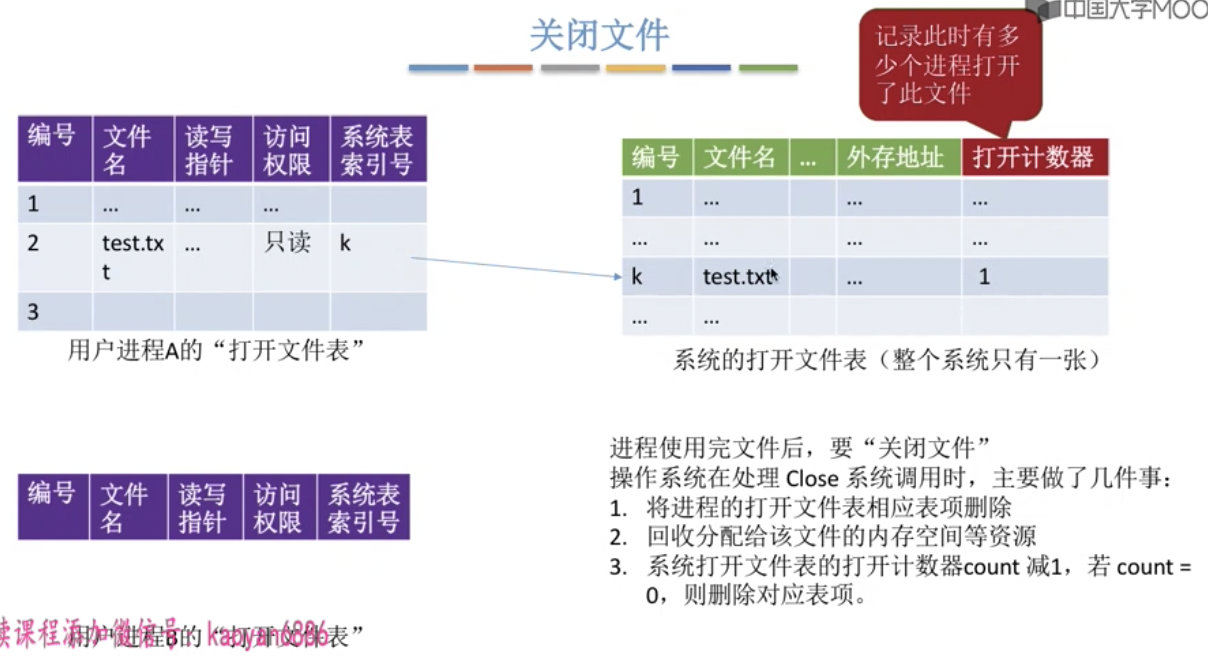 中国大学MOO
关闭文件
记录此时有多
少个进程打开
了此文件
编号 文件名 读写指针 访问权限 系统表索引号
1 ... ... ...
2 test.txt ... 只读 k
3
用户进程A的“打开文件表”
编号 文件名 ... 外存地址 打开计数器
1 ... ... ...
... ... ... ...
k test.txt ... 1
... ...
系统的打开文件表（整个系统只有一张）
编号 文件名 读写指针 访问权限 系统表索引号
用户进程B的“打开文件表”
进程使用完文件后，要“关闭文件”
操作系统在处理 Close 系统调用时，主要做了几件事：
1. 将进程的打开文件表相应表项删除
2. 回收分配给该文件的内存空间等资源
3. 系统打开文件表的打开计数器count 减1，若 count =
0，则删除对应表项。